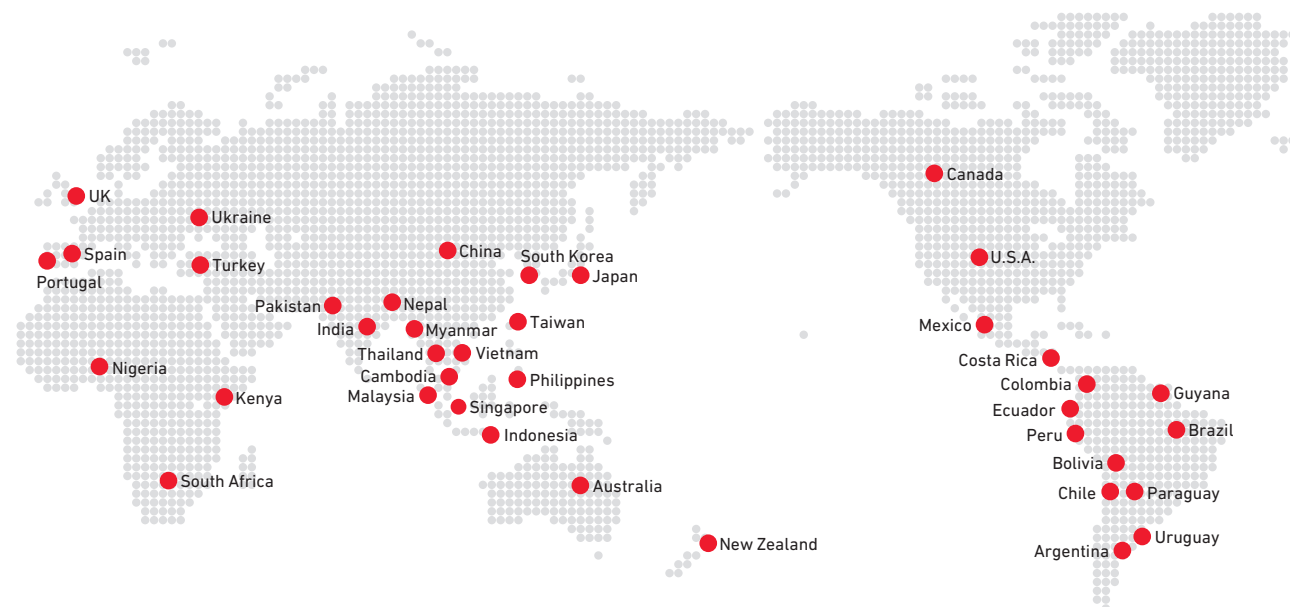 Canada
UK
Ukraine
China
Spain
South Korea
U.S.A.
Turkey
Japan
Portugal
Nepal
Pakistan
Taiwan
Mexico
India
Myanmar
Thailand
Vietnam
Costa Rica
Nigeria
Cambodia
Philippines
Colombia
Malaysia
Guyana
Kenya
Singapore
Ecuador
Indonesia
Peru
Brazil
Bolivia
South Africa
Australia
Chile
Paraguay
Uruguay
New Zealand
Argentina